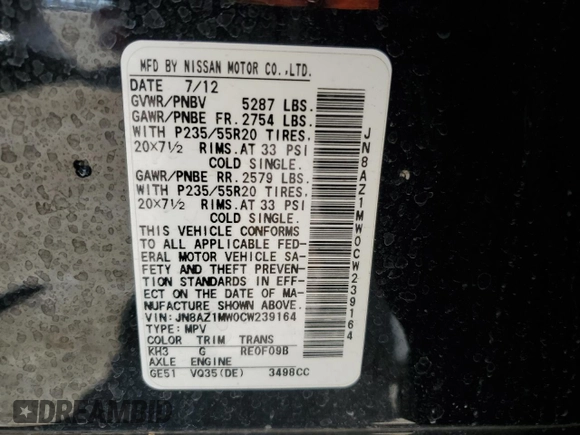 MFD BY NISSAN MOTOR CO.,LTD.
DATE 7/12
GVWR/PNBV 5287 LBS.
GAWR/PNBE FR. 2754 LBS.
WITH P235/55R20 TIRES.
20×7½ RIMS. AT 33 PSI
COLD SINGLE.
GAWR/PNBE RR. 2579 LBS.
WITH P235/55R20 TIRES.
20×7½ RIMS. AT 33 PSI
COLD SINGLE.
THIS VEHICLE CONFORMS
TO ALL APPLICABLE FED-
ERAL MOTOR VEHICLE SA-
FETY AND THEFT PREVEN-
TION STANDARDS IN EFF-
ECT ON THE DATE OF MA-
NUFACTURE SHOWN ABOVE.
VIN: JN8AZ1MW0CW239164
TYPE: MPV
COLOR TRIM TRANS
KH3 G RE0F09B
AXLE ENGINE
GE51 VQ35(DE) 3498CC
JN8AZ1MW0CW239164
DREAMBID